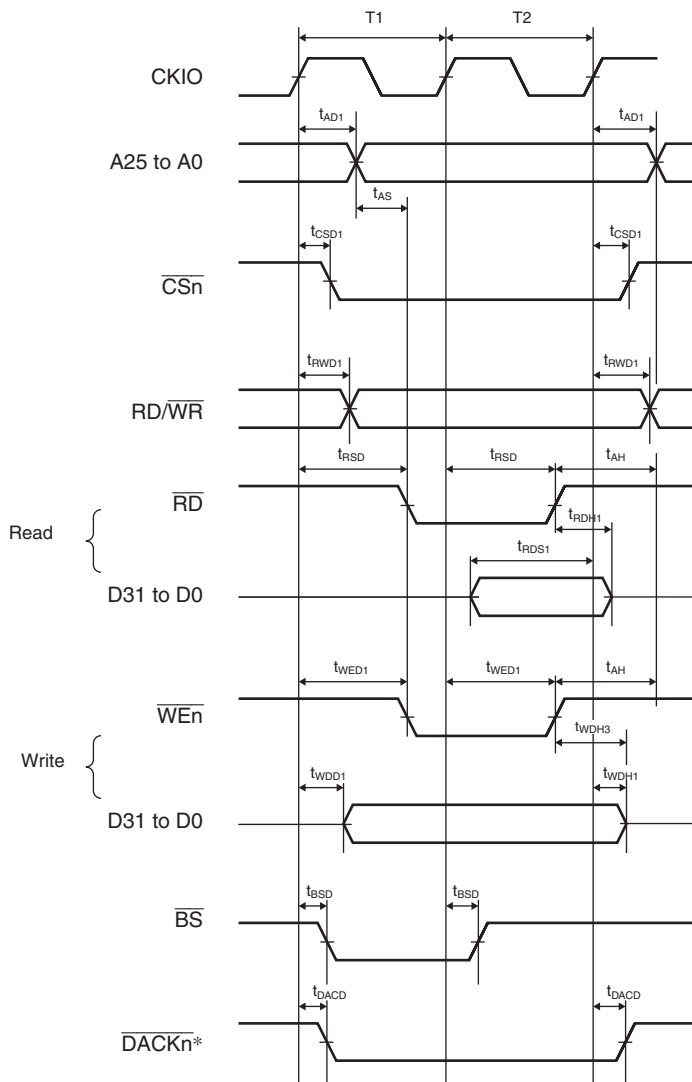 T1 T2
CKIO
tAD1 tAD1
A25 to A0
tAS
tCSD1 tCSD1
CSn
tRWD1 tRWD1
RD/WR
tRSD tRSD tAH
RD
tRDH1
Read
tRDS1
D31 to D0
tWED1 tWED1 tAH
WEn
tWDH3
Write
tWDD1 tWDH1
D31 to D0
tBSD tBSD
BS
tDACD tDACD
DACKn*